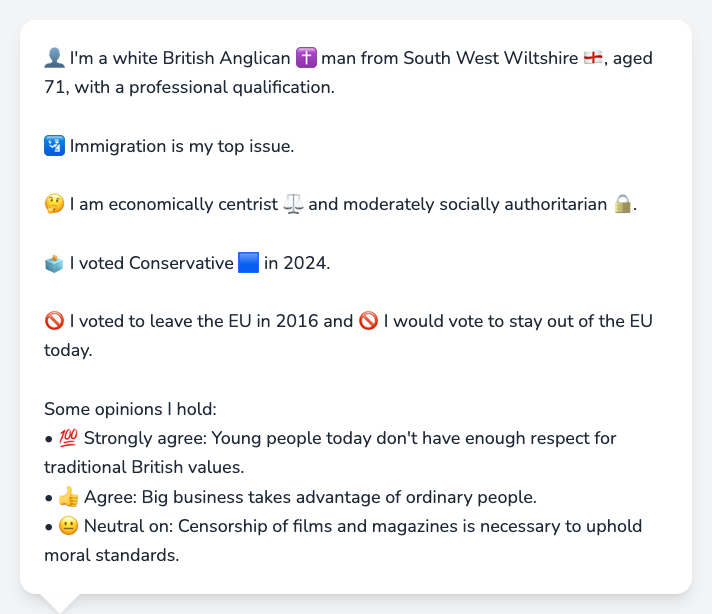 👤 I'm a white British Anglican ✝️ man from South West Wiltshire 🏴󠁧󠁢󠁥󠁮󠁧󠁿, aged
71, with a professional qualification.
🛂 Immigration is my top issue.
🤔 I am economically centrist ⚖️ and moderately socially authoritarian 🔒.
🗳️ I voted Conservative 🟦 in 2024.
🚫 I voted to leave the EU in 2016 and 🚫 I would vote to stay out of the EU
today.
Some opinions I hold:
• 💯 Strongly agree: Young people today don't have enough respect for
traditional British values.
• 👍 Agree: Big business takes advantage of ordinary people.
• 😐 Neutral on: Censorship of films and magazines is necessary to uphold
moral standards.